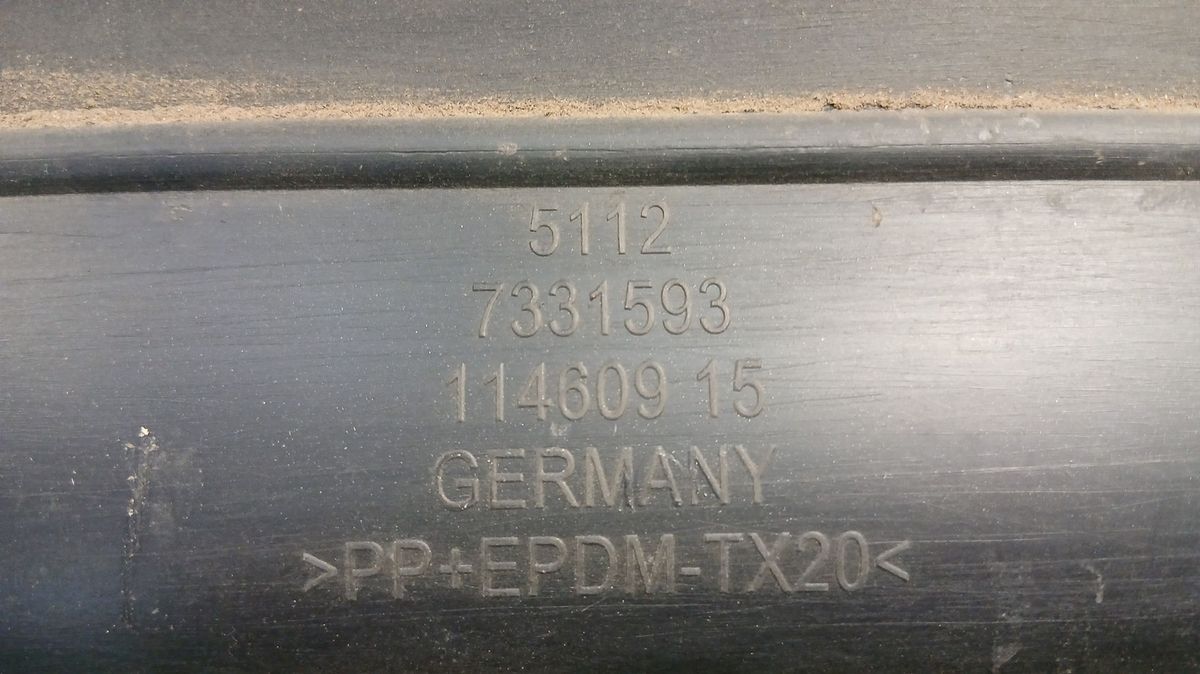 5112
7331593
114609 15
GERMANY
>PP+EPDM-TX20<